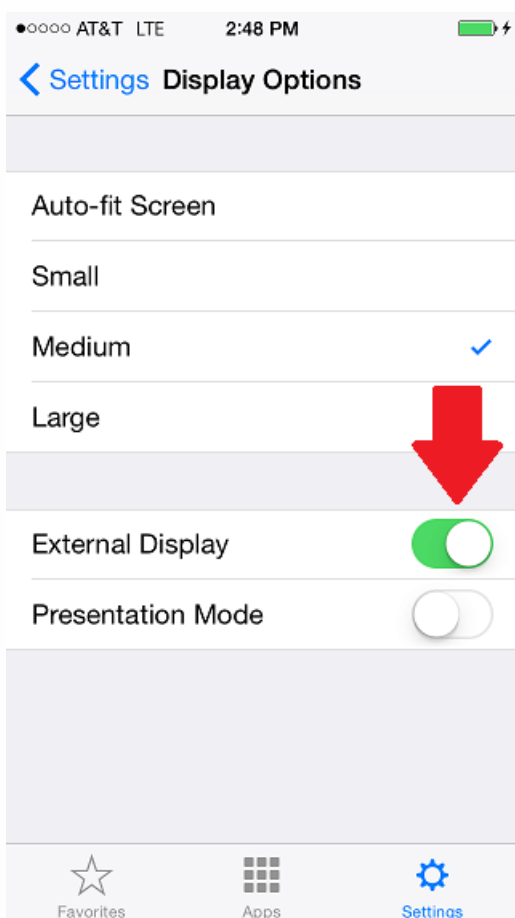 AT&T LTE 2:48 PM
Settings Display Options
Auto-fit Screen
Small
Medium
Large
External Display
Presentation Mode
Favorites Apps Settings